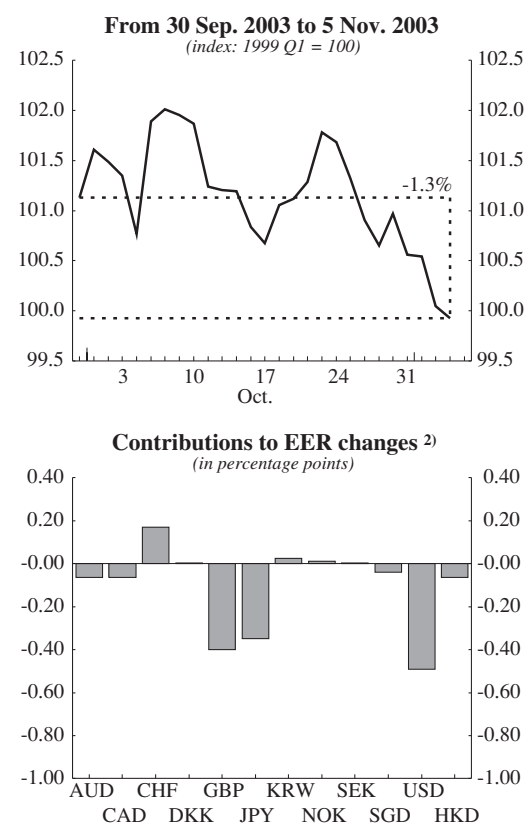 From 30 Sep. 2003 to 5 Nov. 2003
(index: 1999 Q1 = 100)
102.5 102.5
102.0 102.0
101.5 101.5
-1.3%
101.0 101.0
100.5 100.5
100.0 100.0
99.5 99.5
3 10 17 24 31
Oct.
Contributions to EER changes 2)
(in percentage points)
0.40 0.40
0.20 0.20
-0.00 -0.00
-0.20 -0.20
-0.40 -0.40
-0.60 -0.60
-0.80 -0.80
-1.00 -1.00
AUD CHF GBP KRW SEK USD
CAD DKK JPY NOK SGD HKD